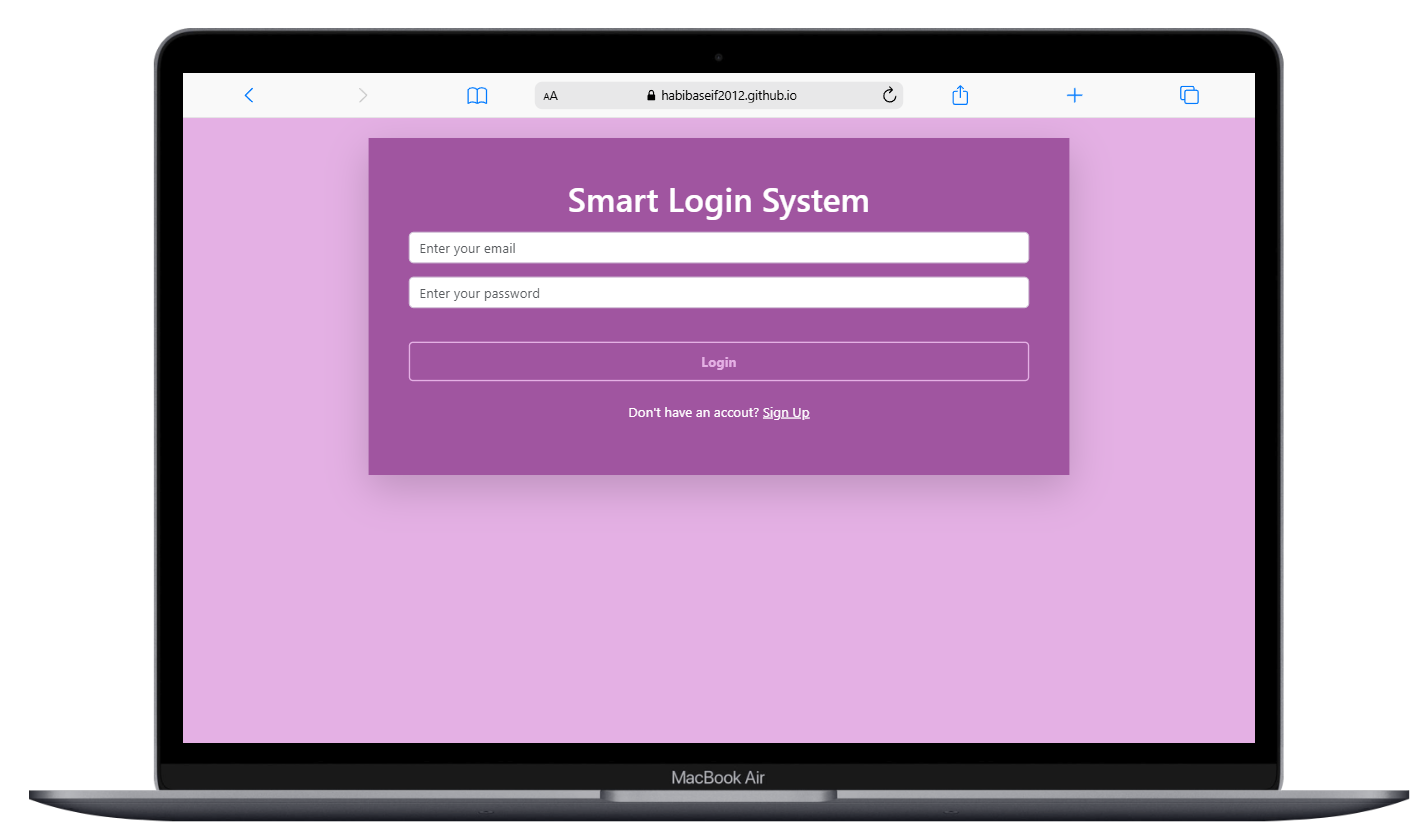 AA habibaseif2012.github.io
Smart Login System
Enter your email
Enter your password
Login
Don't have an accout? Sign Up
MacBook Air